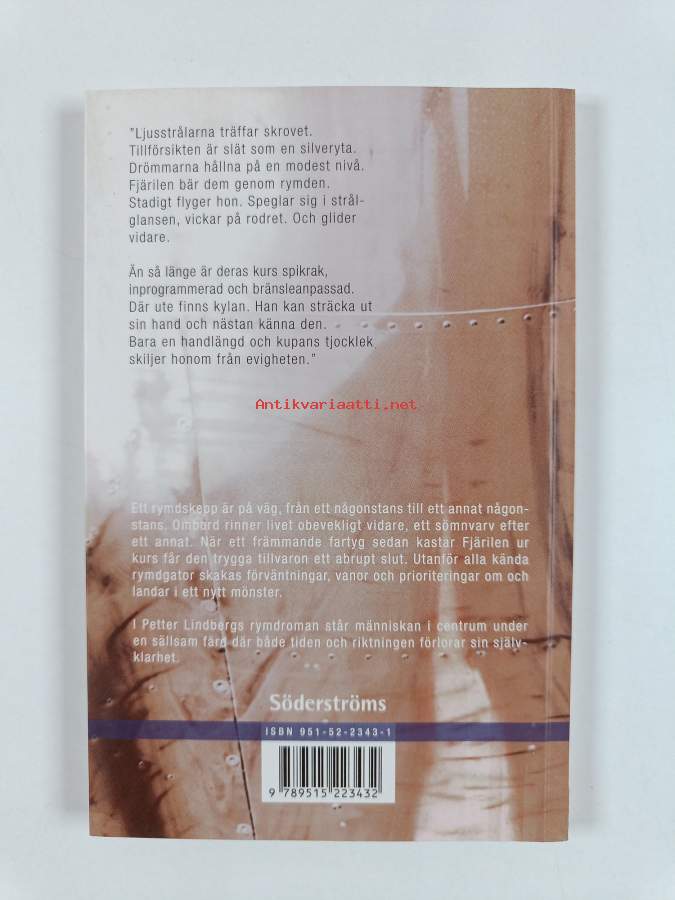 "Ljusstrålarna träffar skrovet.
Tillförsikten är slät som en silveryta.
Drömmarna hållna på en modest nivå.
Fjärilen bär dem genom rymden.
Stadigt flyger hon. Speglar sig i strål-
glansen, vickar på rodret. Och glider
vidare.
Än så länge är deras kurs spikrak,
inprogrammerad och bränsleanpassad.
Där ute finns kylan. Han kan sträcka ut
sin hand och nästan känna den.
Bara en handlängd och kupans tjocklek
skiljer honom från evigheten."
Antikvariaatti.net
Ett rymdskepp är på väg, från ett någonstans till ett annat någon-
stans. Ombord rinner livet obevekligt vidare, ett sömnvarv efter
ett annat. När ett främmande fartyg sedan kastar Fjärilen ur
kurs får den trygga tillvaron ett abrupt slut. Utanför alla kända
rymdgator skakas förväntningar, vanor och prioriteringar om och
landar i ett nytt mönster.
I Petter Lindbergs rymdroman står människan i centrum under
en sällsam färd där både tiden och riktningen förlorar sin själv-
klarhet.
Söderströms
ISBN 951-52-2343-1
9 789515 223432